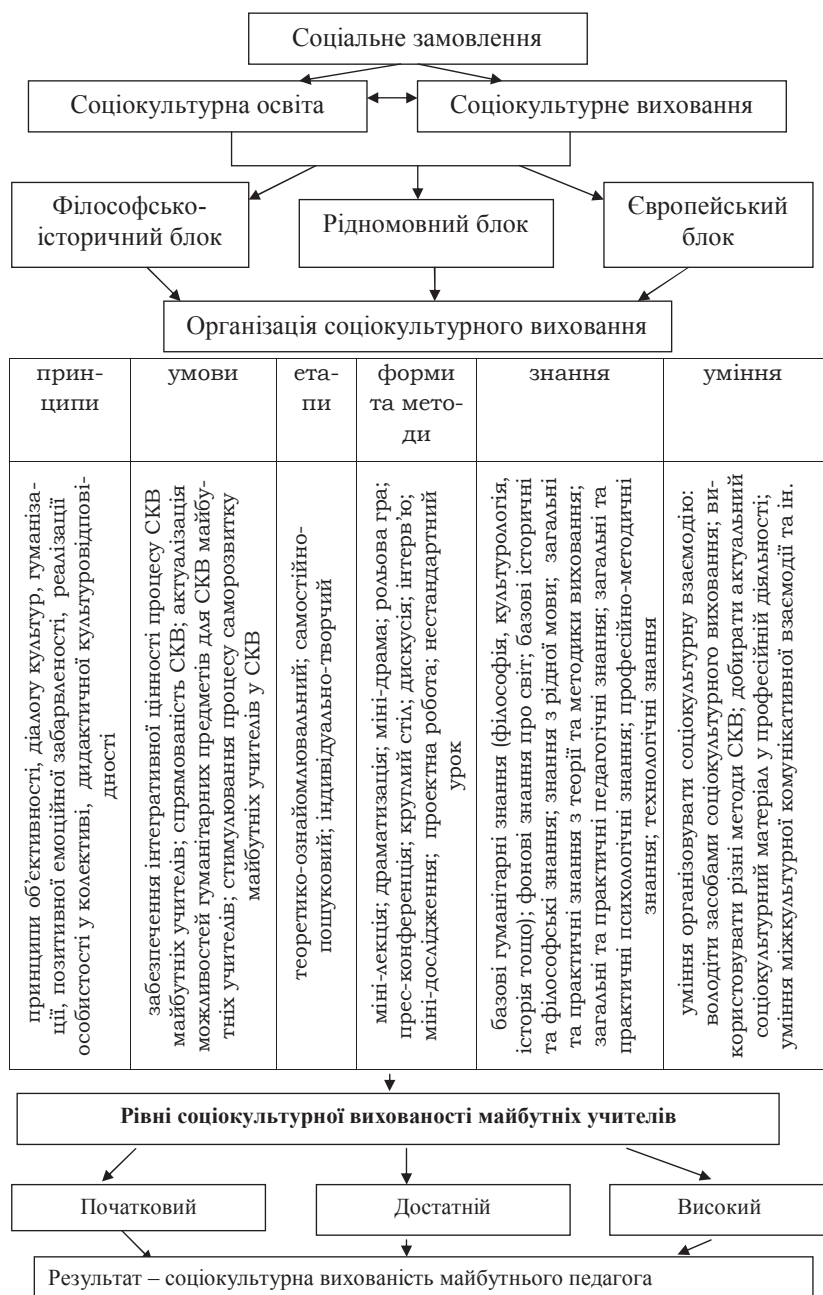 Соціальне замовлення
Соціокультурна освіта
Соціокультурне виховання
Філософсько-
історичний блок
Рідномовний блок
Європейський
блок
Організація соціокультурного виховання
прин-
ципи
умови
ета-
пи
форми
та мето-
ди
знання
уміння
принципи об'єктивності, діалогу культур, гуманіза-
ції, позитивної емоційної забарвленості, реалізації
особистості у колективі, дидактичної культуровідпові-
дності
забезпечення інтегративної цінності процесу СКВ
майбутніх учителів; спрямованість СКВ; актуалізація
можливостей гуманітарних предметів для СКВ майбу-
тніх учителів; стимулювання процесу саморозвитку
майбутніх учителів у СКВ
теоретико-ознайомлювальний; самостійно-
пошуковий; індивідуально-творчий
міні-лекція; драматизація; міні-драма; рольова гра;
прес-конференція; круглий стіл; дискусія; інтерв'ю;
міні-дослідження; проектна робота; нестандартний
урок
базові гуманітарні знання (філософія, культурологія,
історія тощо); фонові знання про світ; базові історичні
та філософські знання; знання з рідної мови; загальні
та практичні знання з теорії та методики виховання;
загальні та практичні педагогічні знання; загальні та
практичні психологічні знання; професійно-методичні
знання; технологічні знання
уміння організовувати соціокультурну взаємодію:
володіти засобами соціокультурного виховання; ви-
користовувати різні методи СКВ; добирати актуальний
соціокультурний матеріал у професійній діяльності;
уміння міжкультурної комунікативної взаємодії та ін.
Рівні соціокультурної вихованості майбутніх учителів
Початковий
Достатній
Високий
Результат – соціокультурна вихованість майбутнього педагога